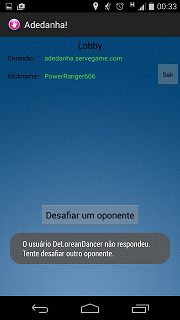 00:33
Adedanha!
Lobby
Conexão: adedanha.servegame.com
Nickname: PowerRanger666
Sair
Desafiar um oponente
O usuário DeLoreanDancer não respondeu.
Tente desafiar outro oponente.